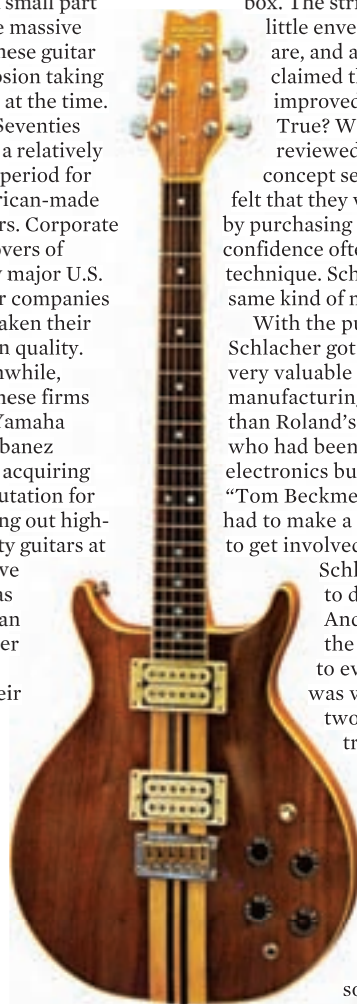 small part
e massive
nese guitar
osion taking
at the time.
Seventies
a relatively
period for
rican-made
rs. Corporate
overs of
y major U.S.
r companies
aken their
n quality.
nwhile,
nese firms
Yamaha
banez
acquiring
utation for
ng out high-
ty guitars at
ve
as
an
er
eir
box. The stri
little enve
are, and a
claimed th
improved
True? W
reviewed
concept se
felt that they v
by purchasing
confidence ofte
technique. Sch
same kind of n
With the pu
Schlacher got
very valuable
manufacturing
than Roland's
who had been
electronics bu
“Tom Beckme
had to make a
to get involved
Schl
to d
And
the
to ev
was w
two
tr
so